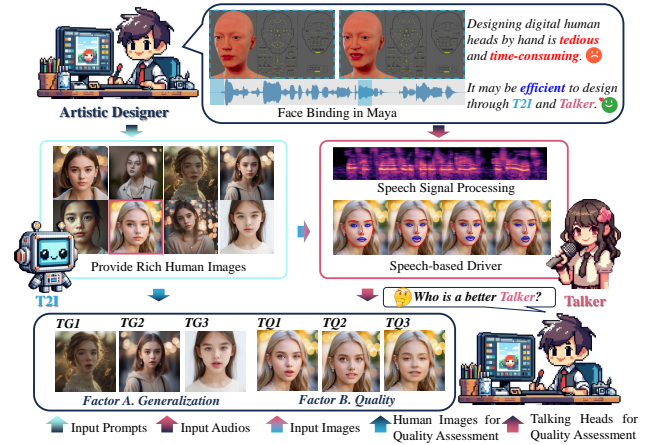 Designing digital human
heads by hand is tedious
and time-consuming.
It may be efficient to design
through T2I and Talker.
Face Binding in Maya
Artistic Designer
Speech Signal Processing
Provide Rich Human Images
Speech-based Driver
T2I
Talker
Who is a better Talker?
TG1 TG2 TG3 TQ1 TQ2 TQ3
Factor A. Generalization Factor B. Quality
Input Prompts Input Audios Input Images Human Images for Quality Assessment Talking Heads for Quality Assessment